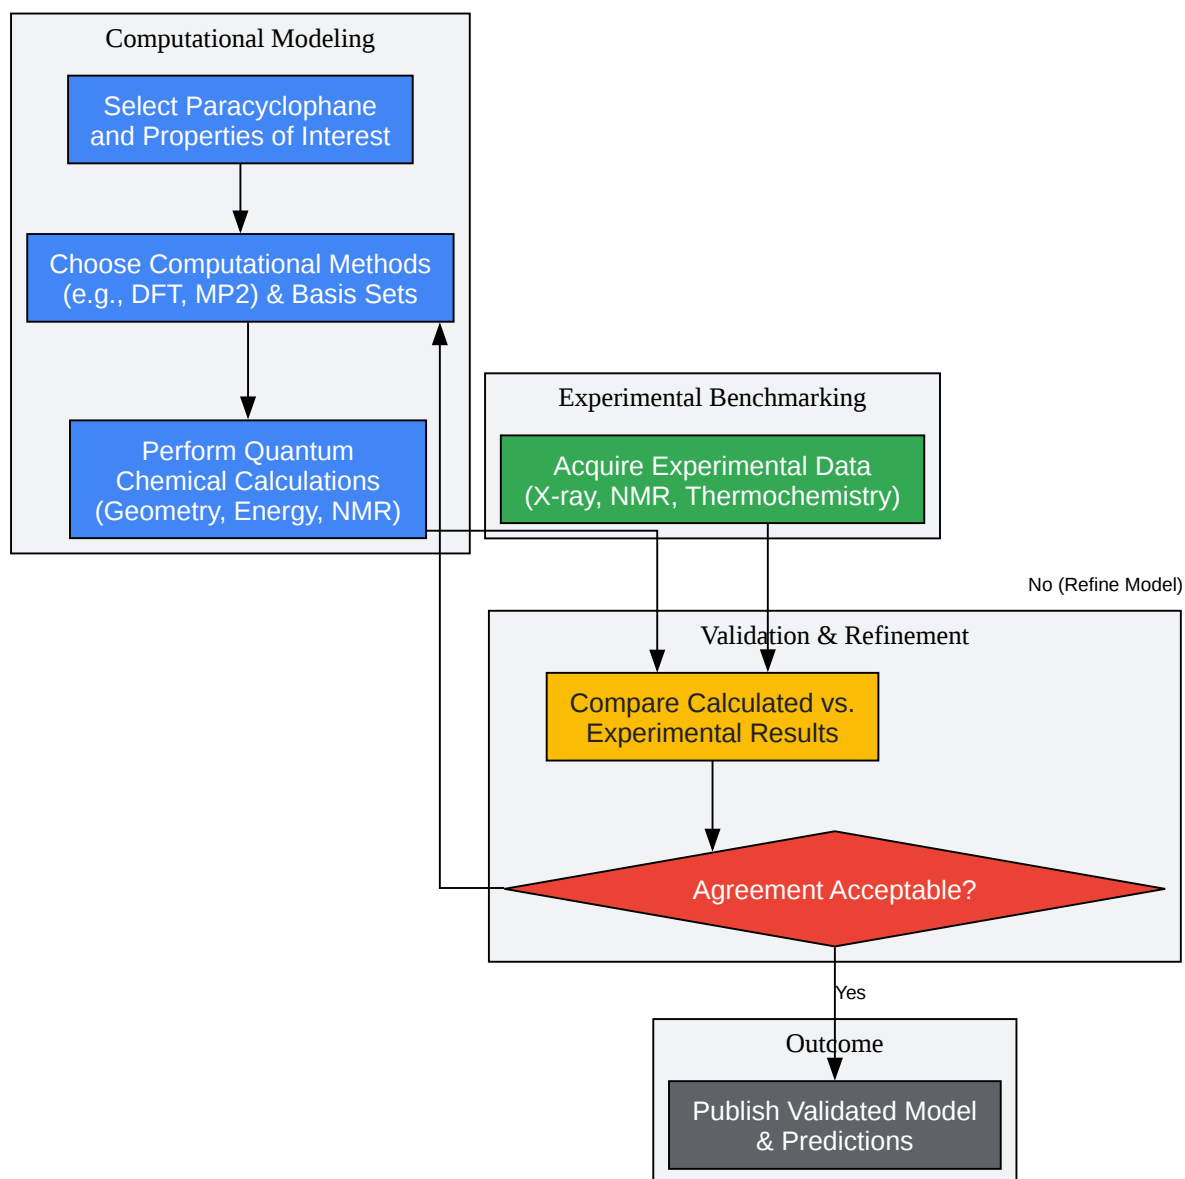 Computational Modeling
Select Paracyclophane
and Properties of Interest
Choose Computational Methods
(e.g., DFT, MP2) & Basis Sets
Perform Quantum
Chemical Calculations
(Geometry, Energy, NMR)
Experimental Benchmarking
Acquire Experimental Data
(X-ray, NMR, Thermochemistry)
No (Refine Model)
Validation & Refinement
Compare Calculated vs.
Experimental Results
Agreement Acceptable?
Yes
Outcome
Publish Validated Model
& Predictions